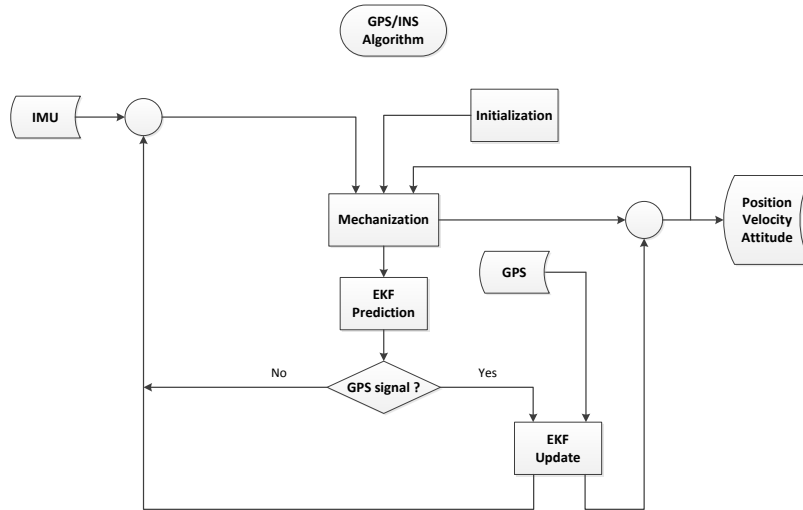 GPS/INS
Algorithm
IMU
Initialization
Mechanization
Position
Velocity
Attitude
GPS
EKF
Prediction
No
GPS signal ?
Yes
EKF
Update